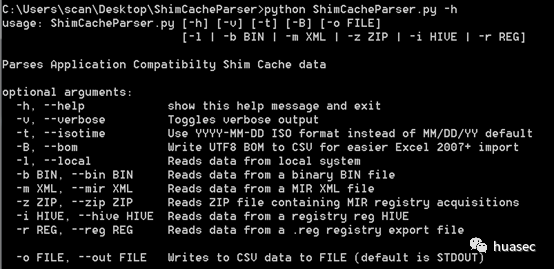 C:\Users\scan\Desktop\ShimCacheParser>python ShimCacheParser.py -h
usage: ShimCacheParser.py [-h] [-v] [-t] [-B] [-o FILE]
                          [-l | -b BIN | -m XML | -z ZIP | -i HIVE | -r REG]
Parses Application Compatibilty Shim Cache data
optional arguments:
  -h, --help            show this help message and exit
  -v, --verbose         Toggles verbose output
  -t, --isotime         Use YYYY-MM-DD ISO format instead of MM/DD/YY default
  -B, --bom             Write UTF8 BOM to CSV for easier Excel 2007+ import
  -l, --local           Reads data from local system
  -b BIN, --bin BIN     Reads data from a binary BIN file
  -m XML, --mir XML     Reads data from a MIR XML file
  -z ZIP, --zip ZIP     Reads ZIP file containing MIR registry acquisitions
  -i HIVE, --hive HIVE  Reads data from a registry reg HIVE
  -r REG, --reg REG     Reads data from a .reg registry export file
  -o FILE, --out FILE   Writes to CSV data to FILE (default is STDOUT)
huasec